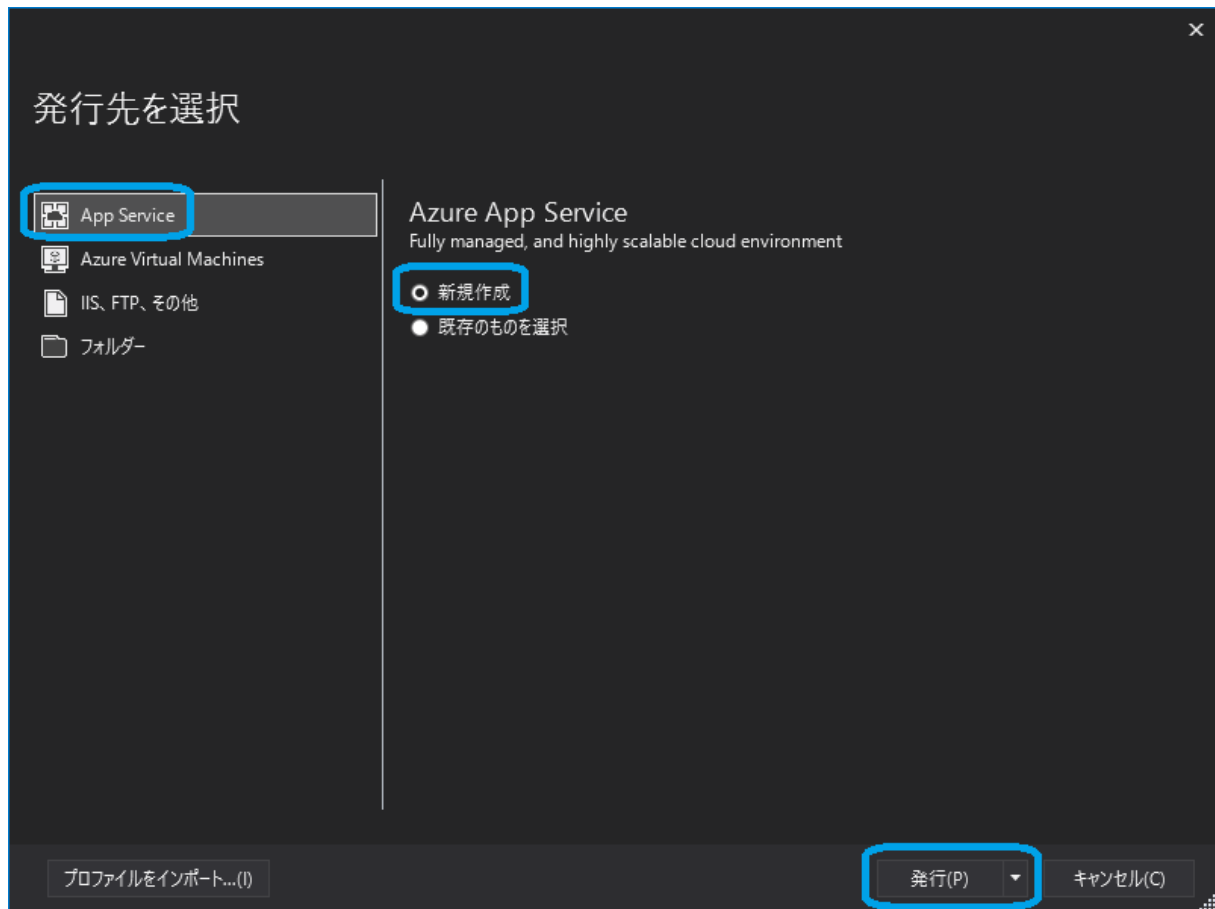 発行先を選択
App Service
Azure Virtual Machines
IIS、FTP、その他
フォルダー
Azure App Service
Fully managed, and highly scalable cloud environment
新規作成
既存のものを選択
プロファイルをインポート...(I)
発行(P)
キャンセル(C)